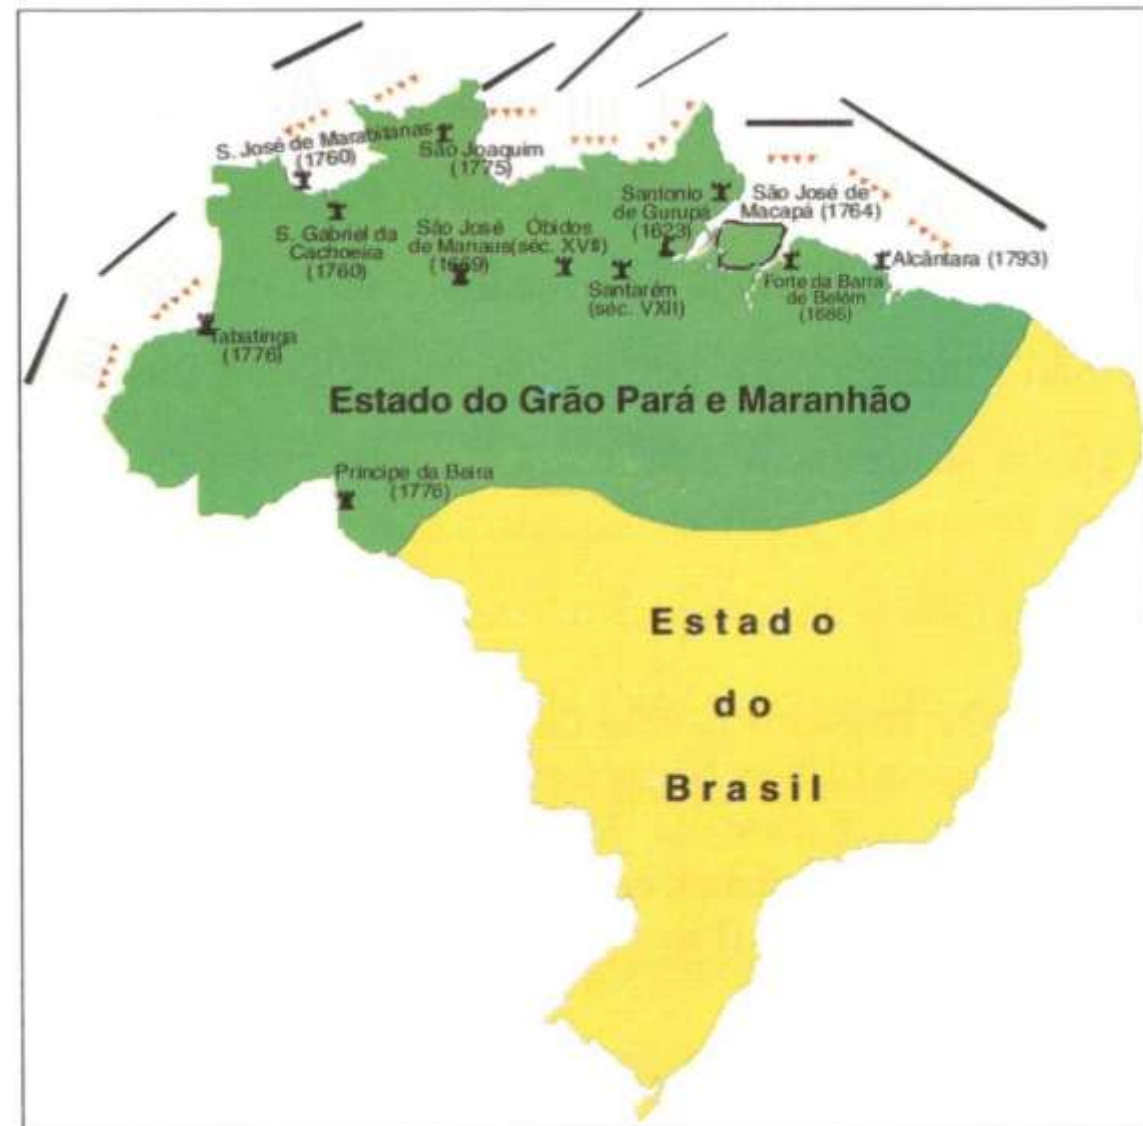 S. José de Marabitanas
(1760)
São Joaquim
(1775)
S. Gabriel da
Cachoeira
(1760)
São José
de Manaus
(1669)
Óbidos
(séc. XVII)
Santarém
(séc. VXII)
Santonio
de Gurupá
(1623)
São José de
Macapá (1764)
Forte da Barra
de Belém
(1686)
Alcântara (1793)
Tabatinga
(1776)
Estado do Grão Pará e Maranhão
Principe da Beira
(1776)
Estado
do
Brasil